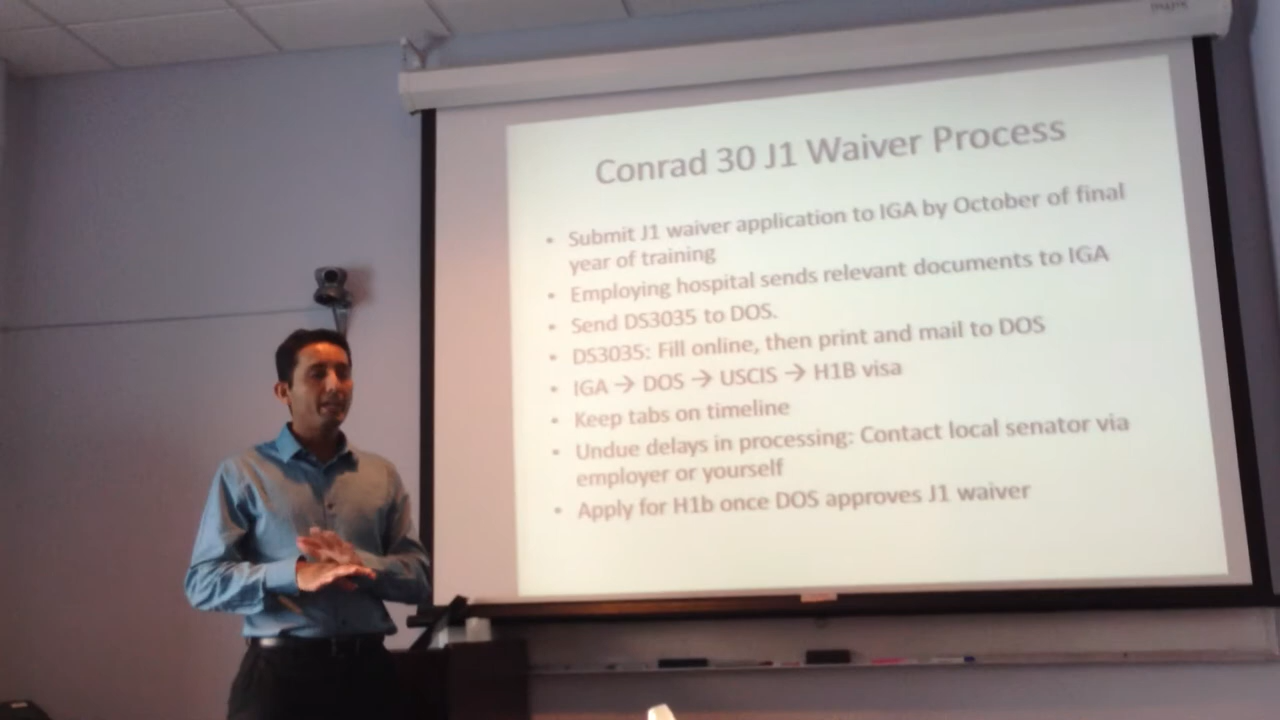 Conrad 30 J1 Waiver Process
• Submit J1 waiver application to IGA by October of final
year of training
• Employing hospital sends relevant documents to IGA
• Send DS3035 to DOS.
• DS3035: Fill online, then print and mail to DOS
• IGA → DOS → USCIS → H1B visa
• Keep tabs on timeline
• Undue delays in processing: Contact local senator via
employer or yourself
• Apply for H1b once DOS approves J1 waiver